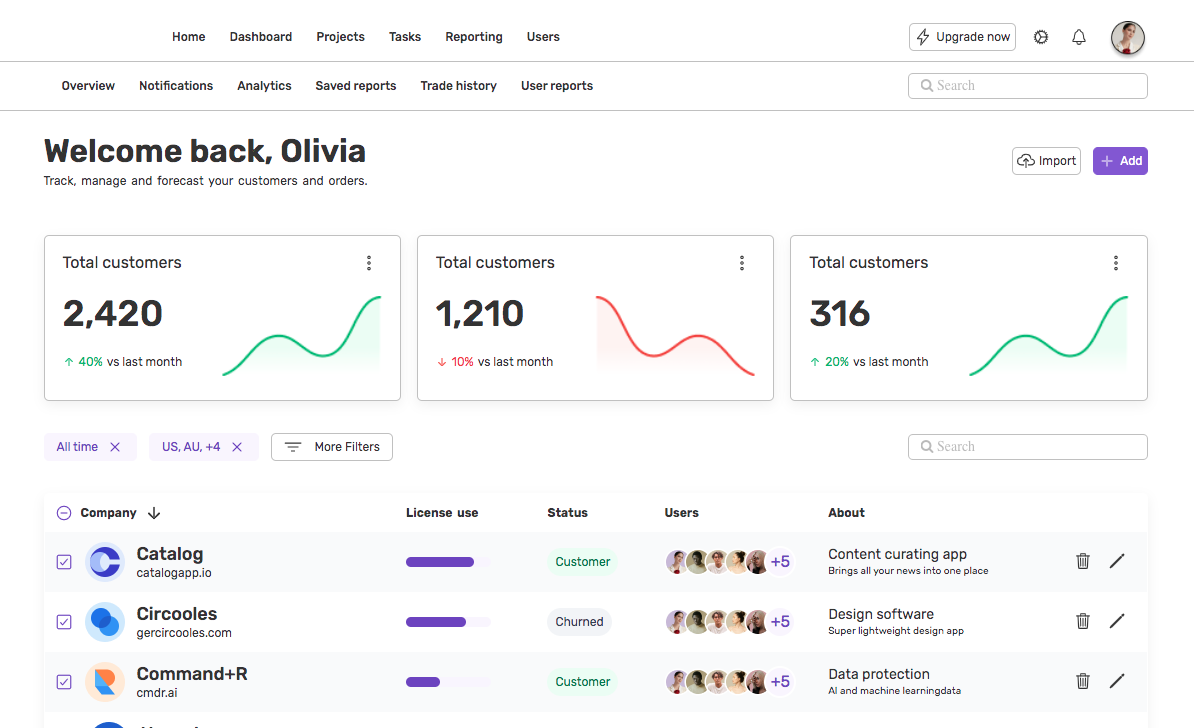 Home Dashboard Projects Tasks Reporting Users Upgrade now
Overview Notifications Analytics Saved reports Trade history User reports Search
Welcome back, Olivia
Track, manage and forecast your customers and orders.
Import + Add
Total customers Total customers Total customers
2,420 1,210 316
↑ 40% vs last month ↓ 10% vs last month ↑ 20% vs last month
All time US, AU, +4 More Filters Search
Company ↓ License use Status Users About
Catalog
catalogapp.io
Customer
+5
Content curating app
Brings all your news into one place
Circooles
gercircooles.com
Churned
+5
Design software
Super lightweight design app
Command+R
cmdr.ai
Customer
+5
Data protection
AI and machine learningdata